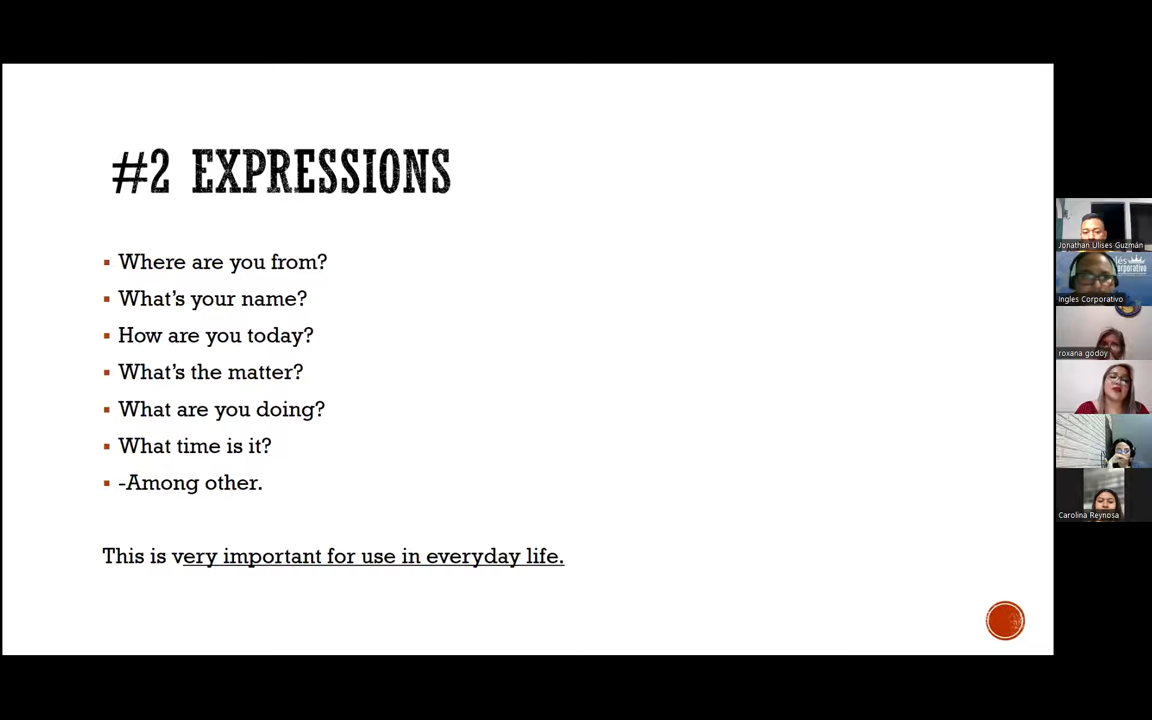 #2 EXPRESSIONS
Where are you from?
What's your name?
How are you today?
What's the matter?
What are you doing?
What time is it?
-Among other.
This is very important for use in everyday life.
Jonathan Ulises Guzmán
lés
orporativo
Ingles Corporativo
roxana godoy
Carolina Reynosa